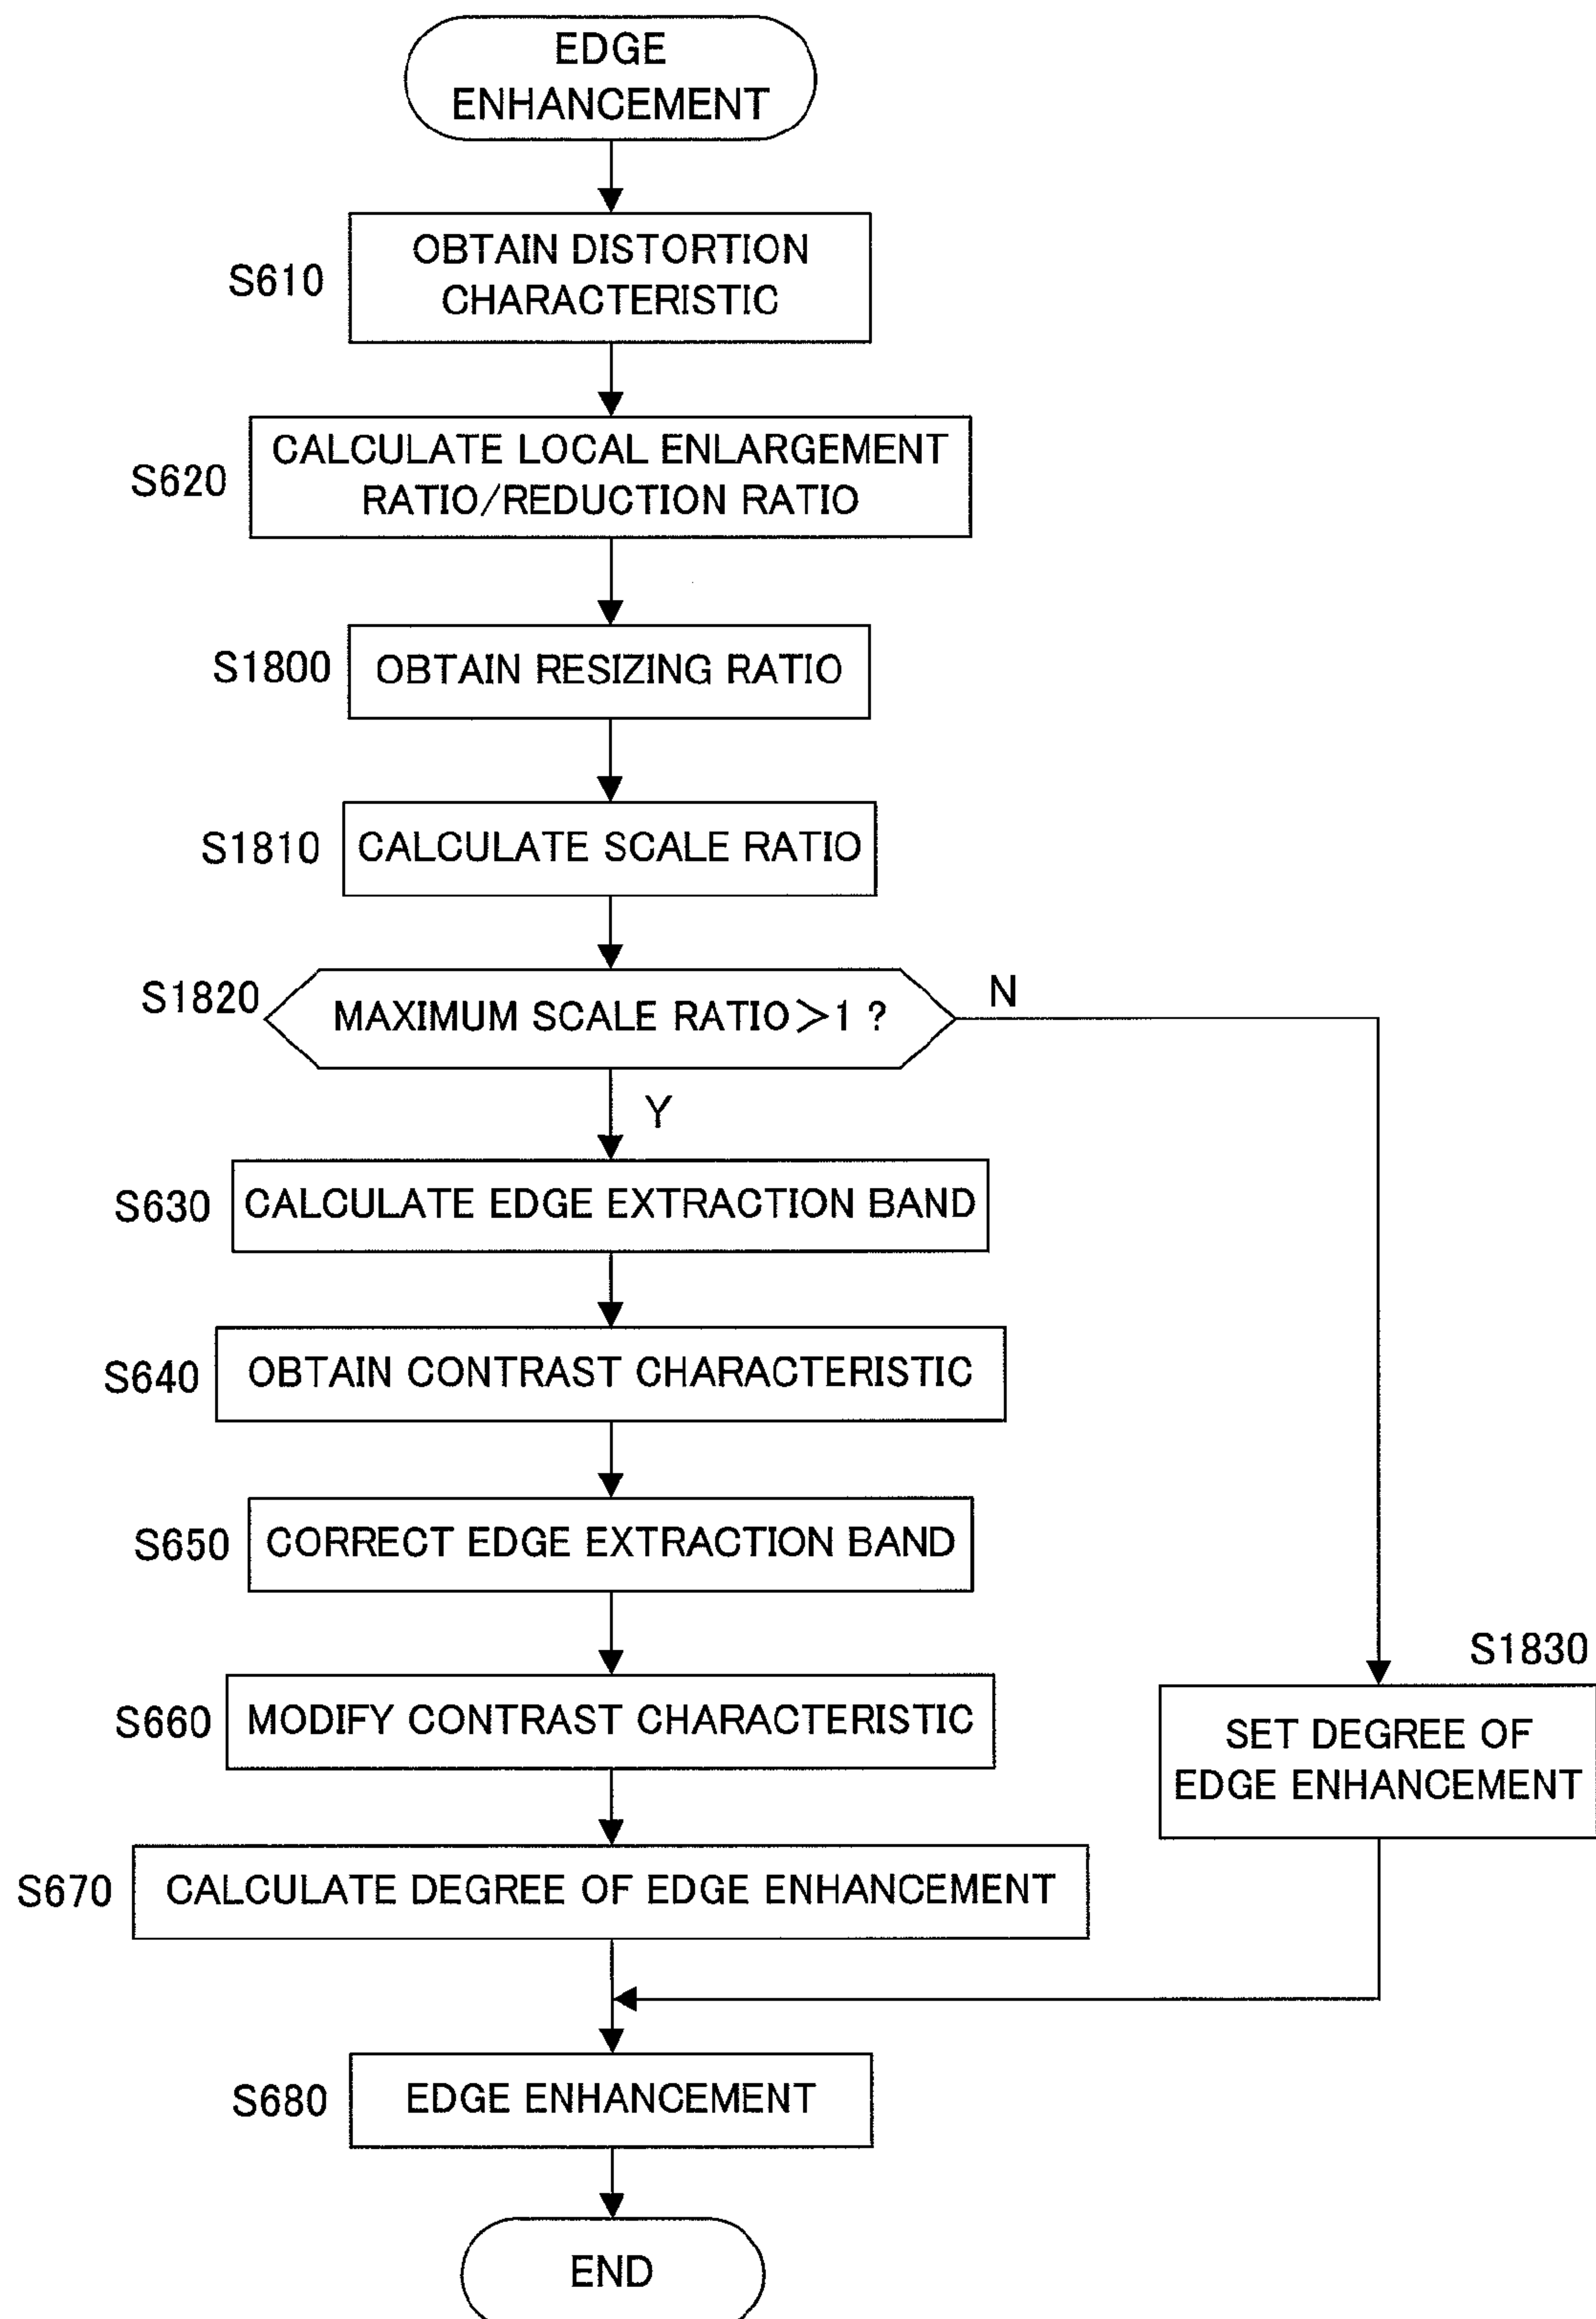 EDGE
ENHANCEMENT
S610
OBTAIN DISTORTION
CHARACTERISTIC
S620
CALCULATE LOCAL ENLARGEMENT
RATIO/REDUCTION RATIO
S1800
OBTAIN RESIZING RATIO
S1810
CALCULATE SCALE RATIO
S1820
MAXIMUM SCALE RATIO>1 ?
N
Y
S630
CALCULATE EDGE EXTRACTION BAND
S640
OBTAIN CONTRAST CHARACTERISTIC
S650
CORRECT EDGE EXTRACTION BAND
S660
MODIFY CONTRAST CHARACTERISTIC
S1830
SET DEGREE OF
EDGE ENHANCEMENT
S670
CALCULATE DEGREE OF EDGE ENHANCEMENT
S680
EDGE ENHANCEMENT
END